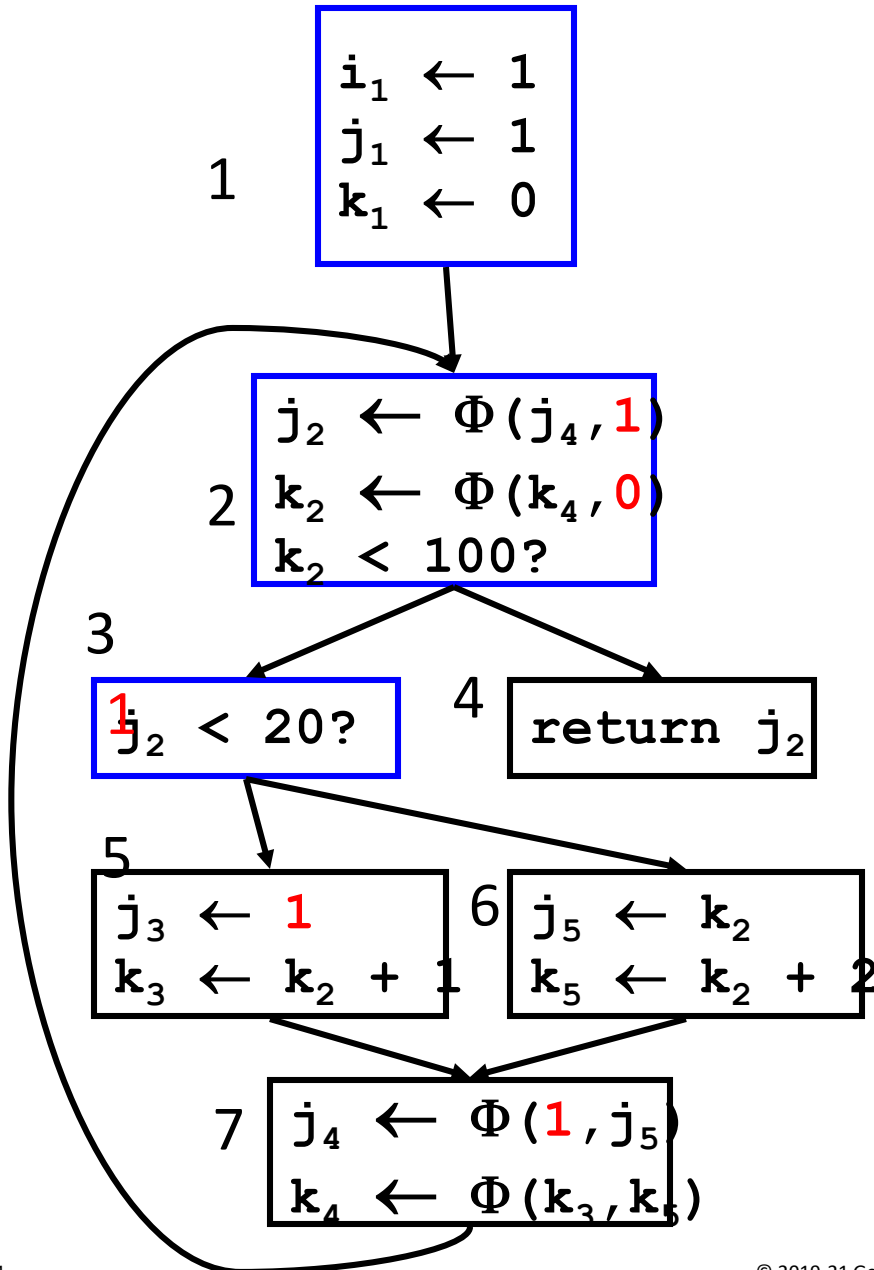 i₁ ← 1
j₁ ← 1
k₁ ← 0
1
j₂ ← Φ(j₄,1)
k₂ ← Φ(k₄,0)
k₂ < 100?
2
3
1
j₂ < 20?
4
return j₂
5
j₃ ← 1
k₃ ← k₂ + 1
6
j₅ ← k₂
k₅ ← k₂ + 2
7
j₄ ← Φ(1,j₅)
k₄ ← Φ(k₃,k₅)